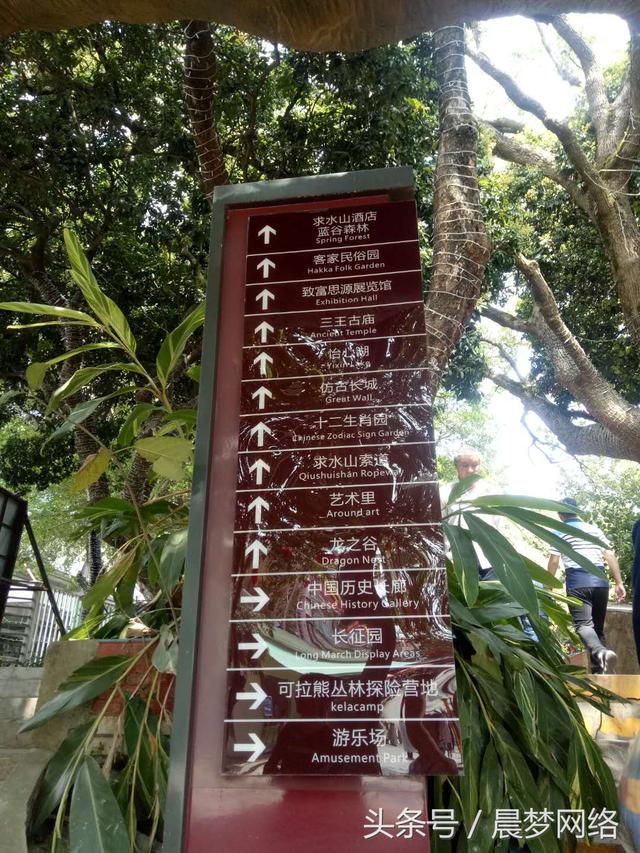 求水山酒店
蓝谷森林
Spring Forest
客家民俗园
Hakka Folk Garden
致富思源展览馆
Exhibition Hall
三王古庙
Ancient Temple
怡心湖
Yixin Lake
仿古长城
Great Wall
十二生肖园
Chinese Zodiac Sign Garden
求水山索道
Qiushuishán Ropeway
艺术里
Around art
龙之谷
Dragon Nest
中国历史长廊
Chinese History Gallery
长征园
Long March Display Areas
可拉熊丛林探险营地
kelacamp
游乐场
Amusement Park
头条号/晨梦网络